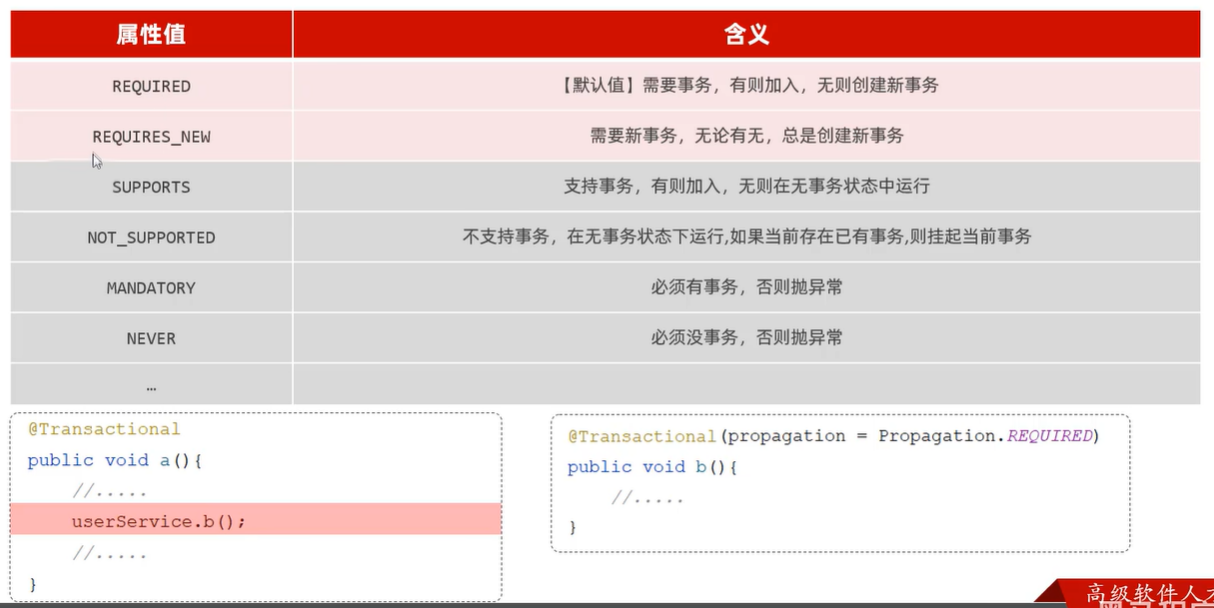 属性值 含义
REQUIRED 【默认值】需要事务，有则加入，无则创建新事务
REQUIRES_NEW 需要新事务，无论有无，总是创建新事务
SUPPORTS 支持事务，有则加入，无则在无事务状态中运行
NOT_SUPPORTED 不支持事务，在无事务状态下运行,如果当前存在已有事务,则挂起当前事务
MANDATORY 必须有事务，否则抛异常
NEVER 必须没事务，否则抛异常
…
@Transactional
public void a(){
//.....
userService.b();
//.....
}
@Transactional(propagation = Propagation.REQUIRED)
public void b(){
//.....
}
高级软件人